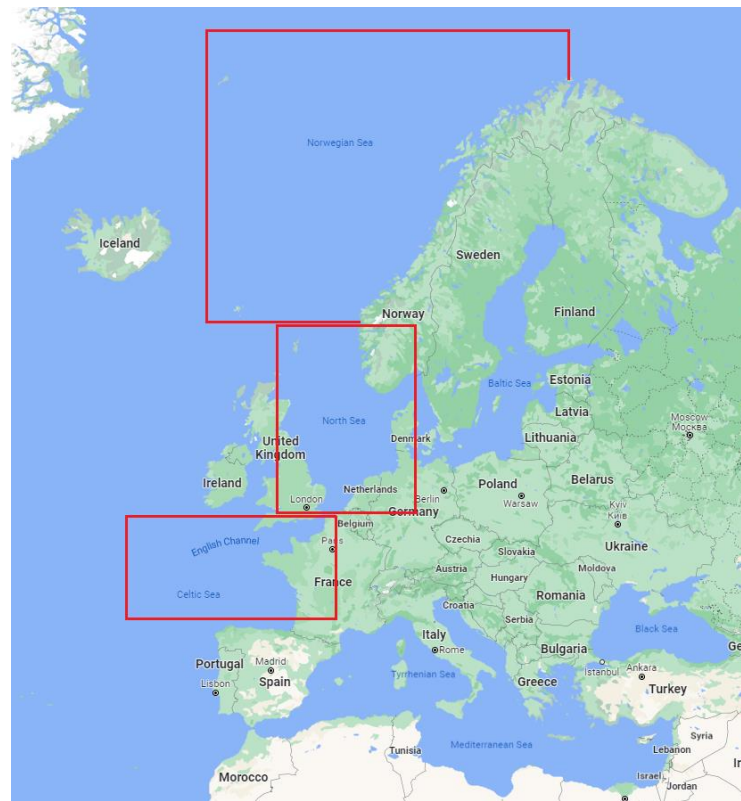 Norwegian Sea
Iceland
Sweden
Norway
Finland
Baltic Sea
Estonia
Latvia
Moscow
Москва
North Sea
Denmark
Lithuania
United
Kingdom
Ireland
London
Netherlands
Berlin
Poland
Warsaw
Belarus
Germany
Belgium
Kyiv
Київ
English Channel
Paris
Czechia
Slovakia
Ukraine
Austria
Hungary
Moldova
France
Celtic Sea
Croatia
Romania
Serbia
Italy
Rome
Bulgaria
Black Sea
Ge
Portugal
Madrid
Lisbon
Spain
Tyrrhenian Sea
Greece
Istanbul
Ankara
Turkey
Tunisia
Mediterranean Sea
Syria
Lebanon
Ir
Israel
Jordan
Morocco